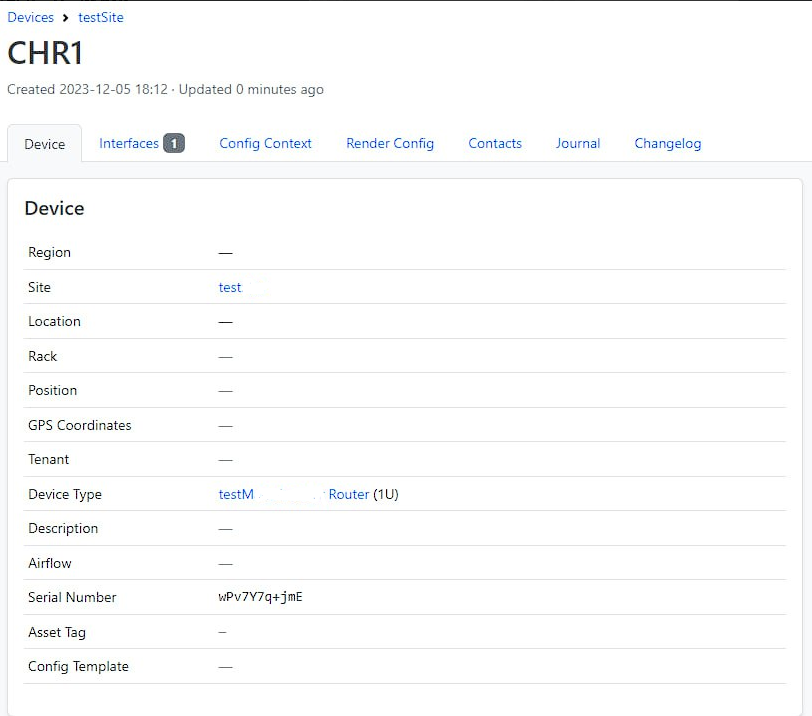 Devices > testSite
CHR1
Created 2023-12-05 18:12 · Updated 0 minutes ago
Device Interfaces 1 Config Context Render Config Contacts Journal Changelog
Device
Region —
Site test
Location —
Rack —
Position —
GPS Coordinates —
Tenant —
Device Type testM Router (1U)
Description —
Airflow —
Serial Number wPv7Y7q+jmE
Asset Tag –
Config Template —